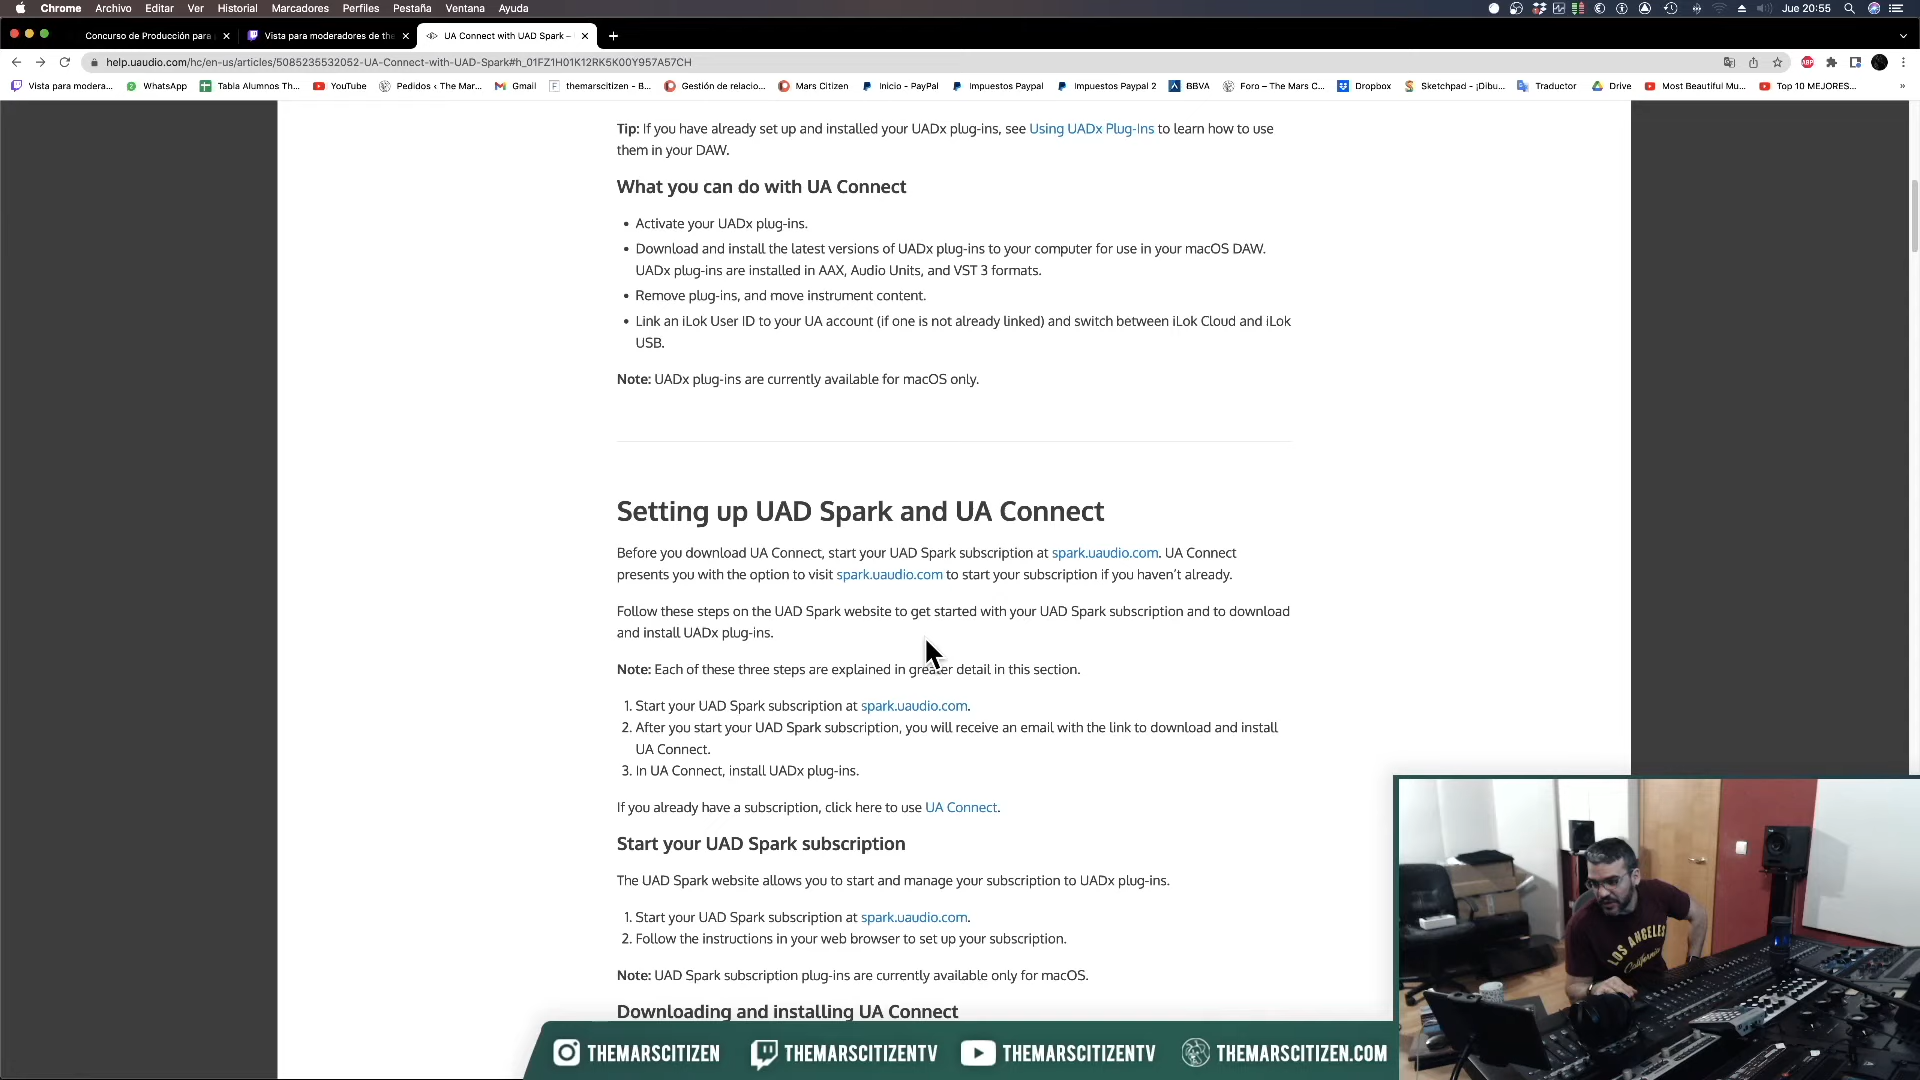 Chrome Archivo Editar Ver Historial Marcadores Perfiles Pestaña Ventana Ayuda Jue 20:55
Concurso de Producción para Vista para moderadores de the UA Connect with UAD Spark –
help.uaudio.com/hc/en-us/articles/5085235532052-UA-Connect-with-UAD-Spark#h_01FZ1H01K12RK5K00Y957A57CH
Vista para modera... WhatsApp Tabla Alumnos Th... YouTube Pedidos < The Mar... Gmail themarscitizen - B... Gestión de relacio... Mars Citizen Inicio - PayPal Impuestos Paypal Impuestos Paypal 2 BBVA Foro – The Mars C... Dropbox Sketchpad - ¡Dibu... Traductor Drive Most Beautiful Mu... Top 10 MEJORES... »
Tip: If you have already set up and installed your UADx plug-ins, see Using UADx Plug-Ins to learn how to use
them in your DAW.
What you can do with UA Connect
• Activate your UADx plug-ins.
• Download and install the latest versions of UADx plug-ins to your computer for use in your macOS DAW.
UADx plug-ins are installed in AAX, Audio Units, and VST 3 formats.
• Remove plug-ins, and move instrument content.
• Link an iLok User ID to your UA account (if one is not already linked) and switch between iLok Cloud and iLok
USB.
Note: UADx plug-ins are currently available for macOS only.
Setting up UAD Spark and UA Connect
Before you download UA Connect, start your UAD Spark subscription at spark.uaudio.com. UA Connect
presents you with the option to visit spark.uaudio.com to start your subscription if you haven't already.
Follow these steps on the UAD Spark website to get started with your UAD Spark subscription and to download
and install UADx plug-ins.
Note: Each of these three steps are explained in greater detail in this section.
1. Start your UAD Spark subscription at spark.uaudio.com.
2. After you start your UAD Spark subscription, you will receive an email with the link to download and install
UA Connect.
3. In UA Connect, install UADx plug-ins.
If you already have a subscription, click here to use UA Connect.
Start your UAD Spark subscription
The UAD Spark website allows you to start and manage your subscription to UADx plug-ins.
1. Start your UAD Spark subscription at spark.uaudio.com.
2. Follow the instructions in your web browser to set up your subscription.
Note: UAD Spark subscription plug-ins are currently available only for macOS.
Downloading and installing UA Connect
LOS ANGELES
California
THEMARSCITIZEN THEMARSCITIZENTV THEMARSCITIZENTV THEMARSCITIZEN.COM